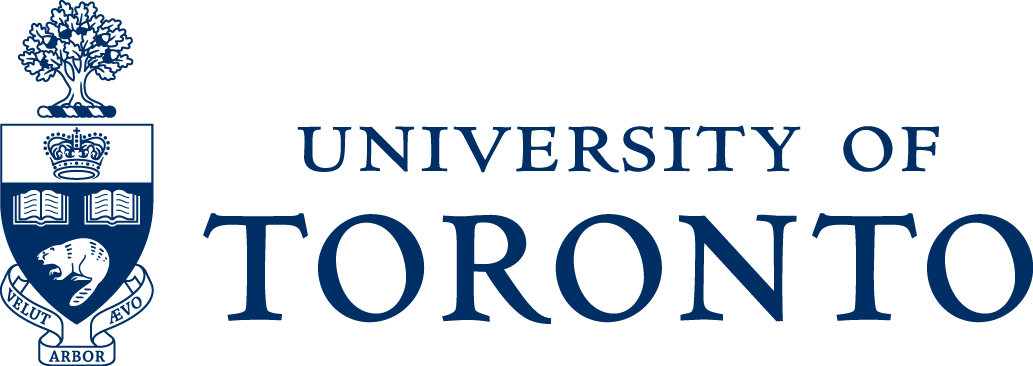 UNIVERSITY OF
TORONTO
VELUT
ARBOR
ÆVO